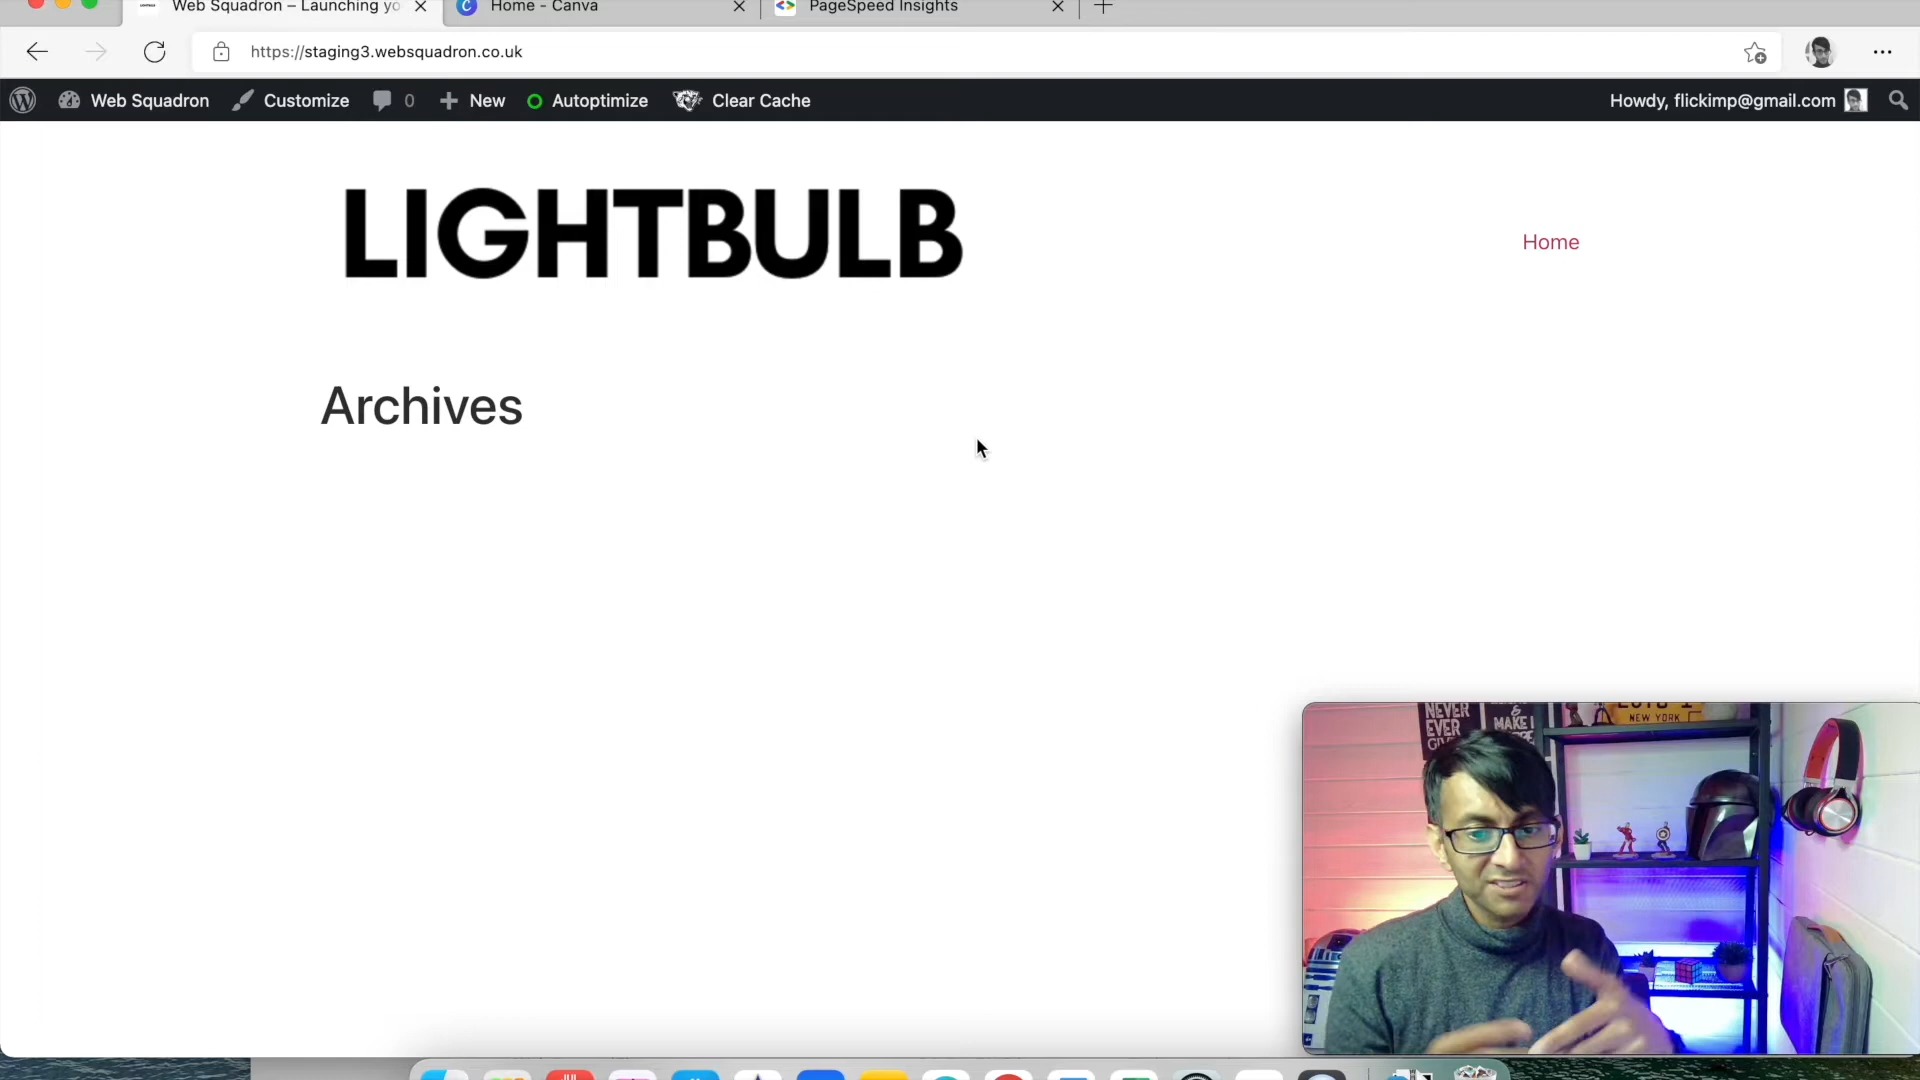 Web Squadron – Launching yo
Home - Canva
PageSpeed Insights
https://staging3.websquadron.co.uk
Web Squadron
Customize
0
New
Autoptimize
Clear Cache
Howdy, flickimp@gmail.com
LIGHTBULB
Home
Archives
NEVER
EVER
&
MAKE
NEW YORK